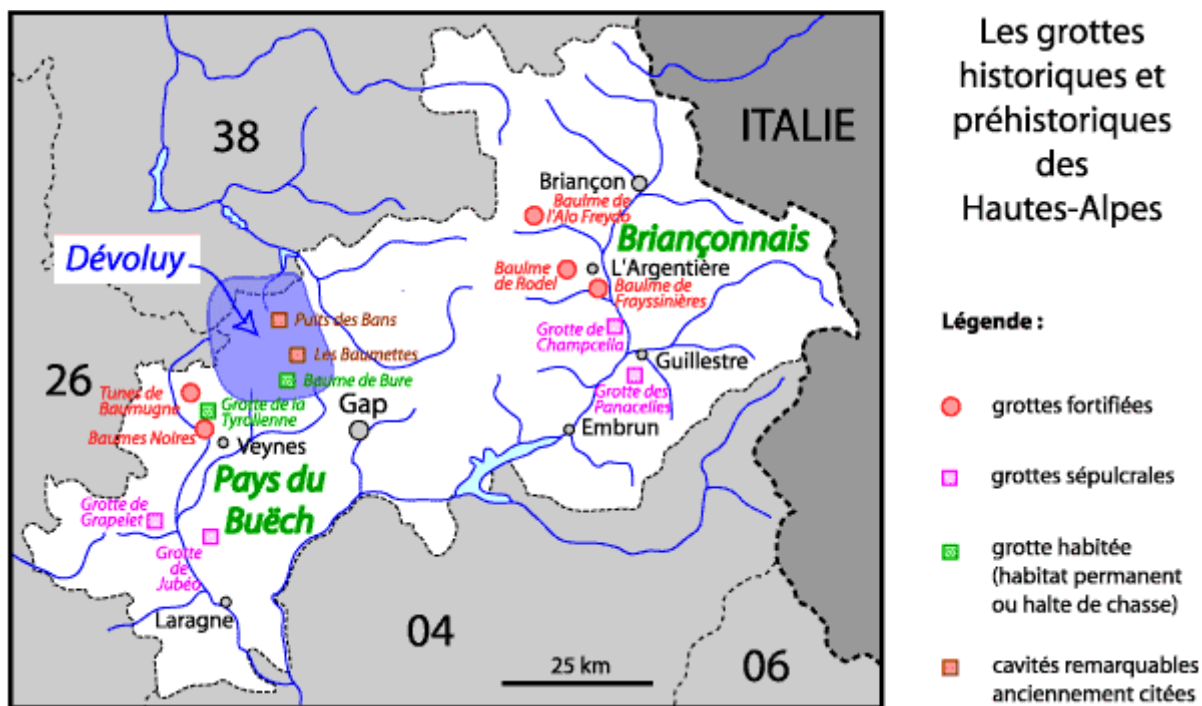 Les grottes
historiques et
préhistoriques
des
Hautes-Alpes
ITALIE
38
Briançon
Baulme de
l'Alo Freydo
Briançonnais
Dévoluy
Baulme
de Rodel
L'Argentière
Baulme de
Frayssinières
Puits des Bans
Grotte de
Champcella
Les Baumettes
Guillestre
26
Baume de Bure
Tunes de
Baumugne
Grotte des
Panacelles
Grotte de la
Tyrolienne
Gap
Baumes Noires
Embrun
Veynes
Pays du
Buëch
Grotte de
Grapelet
Grotte
de
Jubéo
Laragne
04
25 km
06
Légende :
grottes fortifiées
grottes sépulcrales
grotte habitée
(habitat permanent
ou halte de chasse)
cavités remarquables
anciennement citées